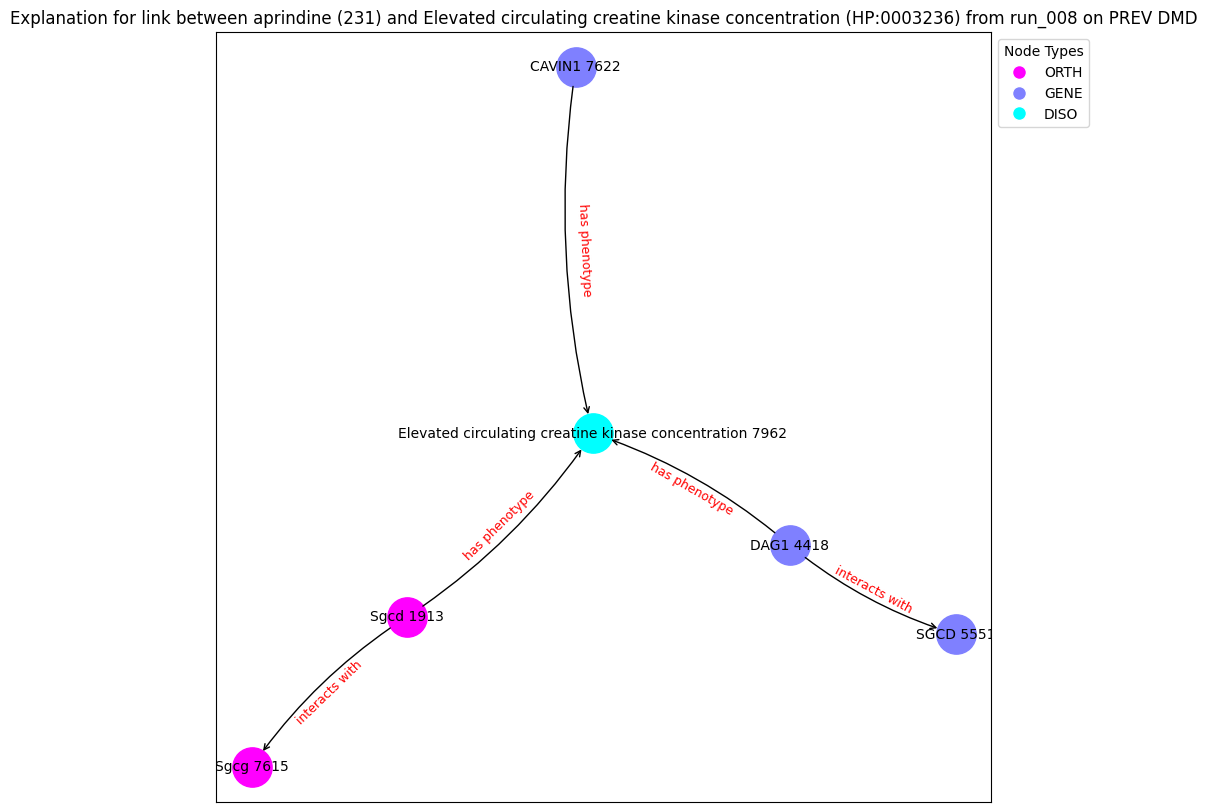 Explanation for link between aprindine (231) and Elevated circulating creatine kinase concentration (HP:0003236) from run_008 on PREV DMD
Node Types
ORTH
GENE
DISO
CAVIN1 7622
has phenotype
Elevated circulating creatine kinase concentration 7962
has phenotype
has phenotype
DAG1 4418
interacts with
SGCD 5551
Sgcd 1913
interacts with
Sgcg 7615